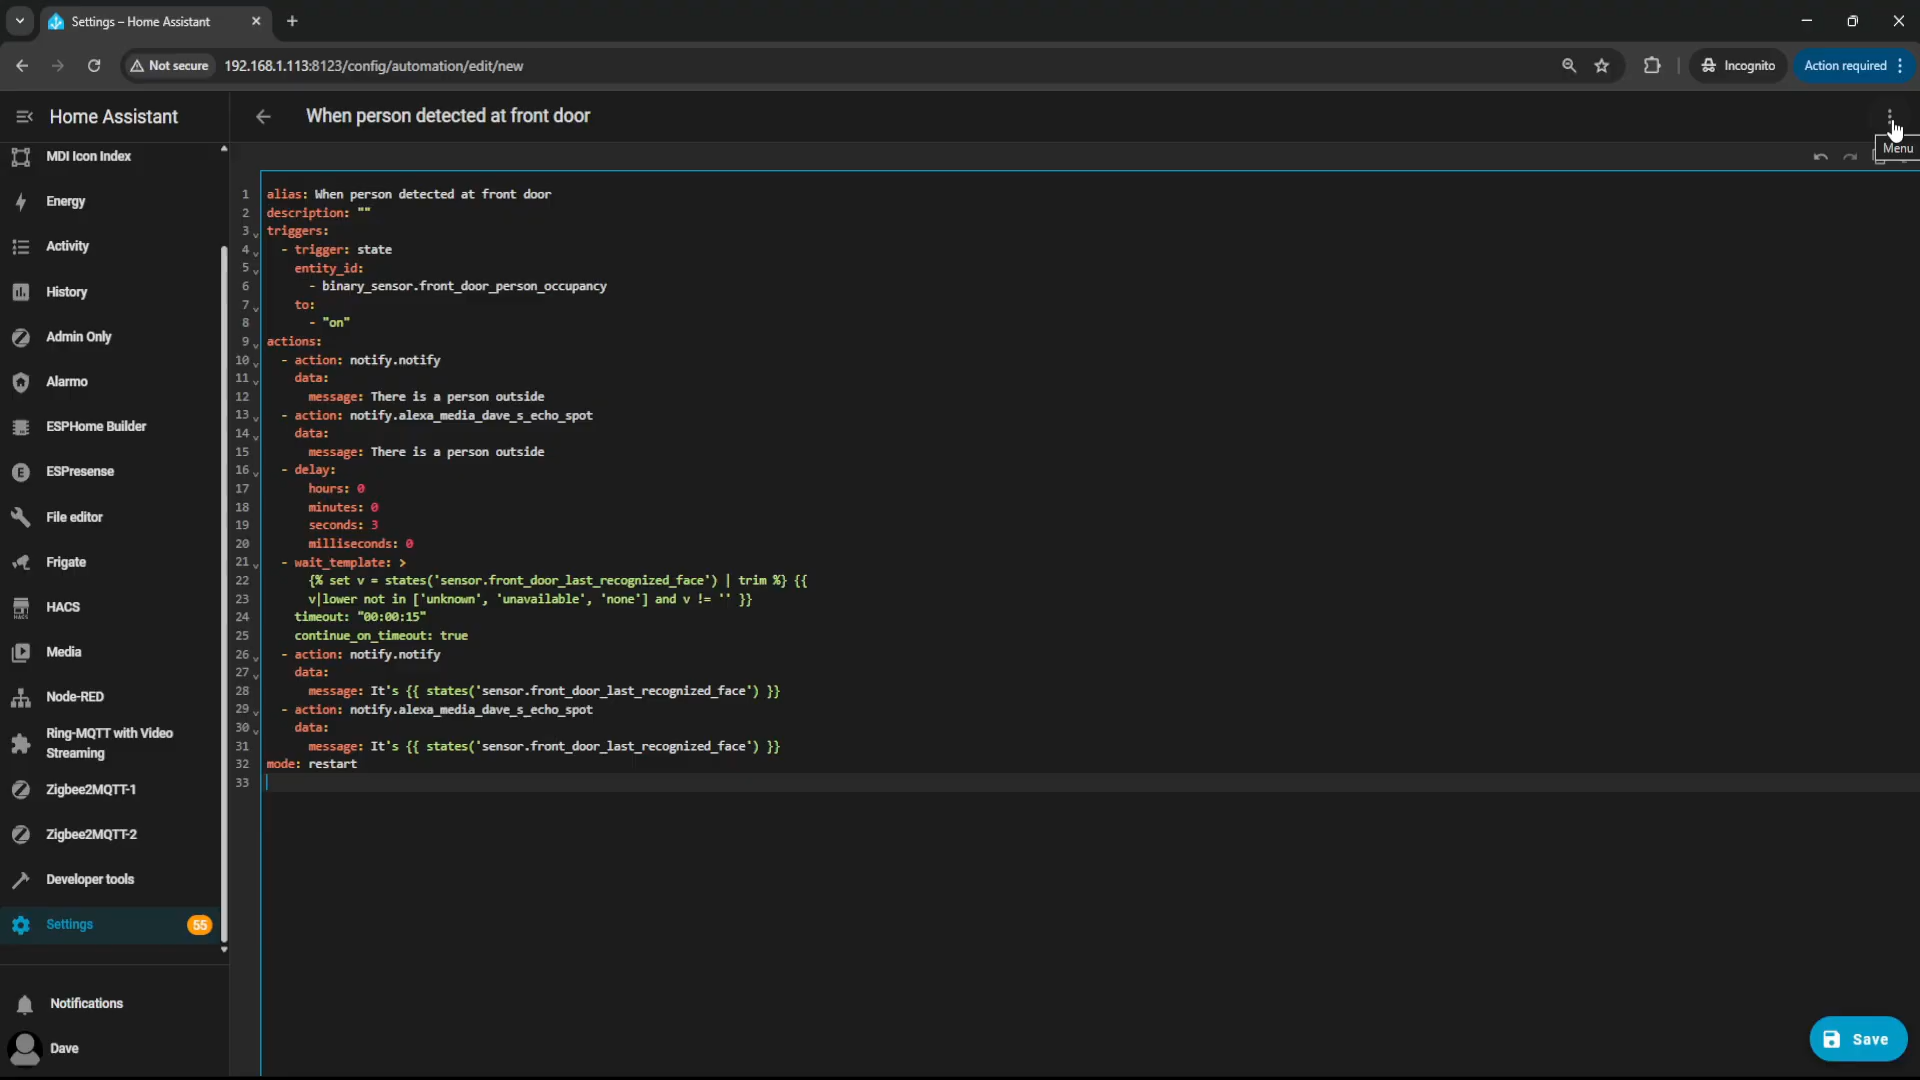 Settings – Home Assistant
Not secure
192.168.1.113:8123/config/automation/edit/new
Incognito
Action required
Home Assistant
When person detected at front door
Menu
MDI Icon Index
Energy
Activity
History
Admin Only
Alarmo
ESPHome Builder
ESPresense
File editor
Frigate
HACS
HACS
Media
Node-RED
Ring-MQTT with Video
Streaming
Zigbee2MQTT-1
Zigbee2MQTT-2
Developer tools
Settings 55
Notifications
Dave
1 alias: When person detected at front door
2 description: ""
3 triggers:
4 - trigger: state
5 entity_id:
6 - binary_sensor.front_door_person_occupancy
7 to:
8 - "on"
9 actions:
10 - action: notify.notify
11 data:
12 message: There is a person outside
13 - action: notify.alexa_media_dave_s_echo_spot
14 data:
15 message: There is a person outside
16 - delay:
17 hours: 0
18 minutes: 0
19 seconds: 3
20 milliseconds: 0
21 - wait_template: >
22 {% set v = states('sensor.front_door_last_recognized_face') | trim %} {{
23 v|lower not in ['unknown', 'unavailable', 'none'] and v != '' }}
24 timeout: "00:00:15"
25 continue_on_timeout: true
26 - action: notify.notify
27 data:
28 message: It's {{ states('sensor.front_door_last_recognized_face') }}
29 - action: notify.alexa_media_dave_s_echo_spot
30 data:
31 message: It's {{ states('sensor.front_door_last_recognized_face') }}
32 mode: restart
33
Save